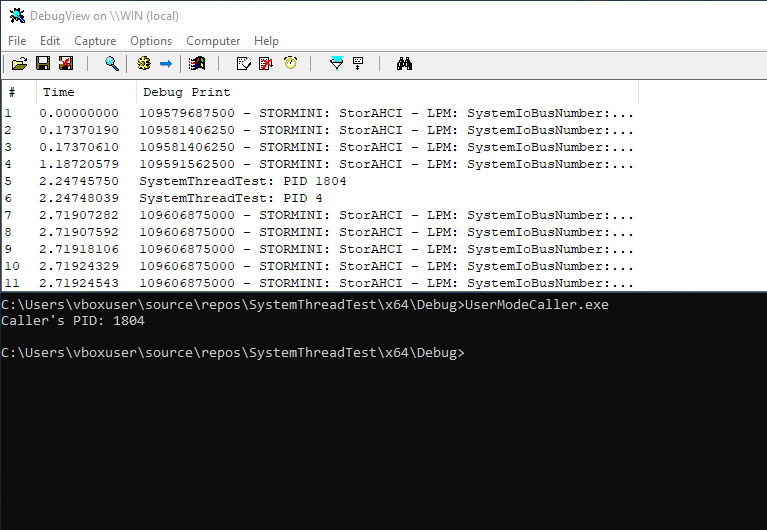 DebugView on \\WIN (local)
File Edit Capture Options Computer Help
# Time Debug Print
1 0.00000000 109579687500 - STORMINI: StorAHCI - LPM: SystemIoBusNumber:...
2 0.17370190 109581406250 - STORMINI: StorAHCI - LPM: SystemIoBusNumber:...
3 0.17370610 109581406250 - STORMINI: StorAHCI - LPM: SystemIoBusNumber:...
4 1.18720579 109591562500 - STORMINI: StorAHCI - LPM: SystemIoBusNumber:...
5 2.24745750 SystemThreadTest: PID 1804
6 2.24748039 SystemThreadTest: PID 4
7 2.71907282 109606875000 - STORMINI: StorAHCI - LPM: SystemIoBusNumber:...
8 2.71907592 109606875000 - STORMINI: StorAHCI - LPM: SystemIoBusNumber:...
9 2.71918106 109606875000 - STORMINI: StorAHCI - LPM: SystemIoBusNumber:...
10 2.71924329 109606875000 - STORMINI: StorAHCI - LPM: SystemIoBusNumber:...
11 2.71924543 109606875000 - STORMINI: StorAHCI - LPM: SystemIoBusNumber:...
C:\Users\vboxuser\source\repos\SystemThreadTest\x64\Debug>UserModeCaller.exe
Caller's PID: 1804
C:\Users\vboxuser\source\repos\SystemThreadTest\x64\Debug>